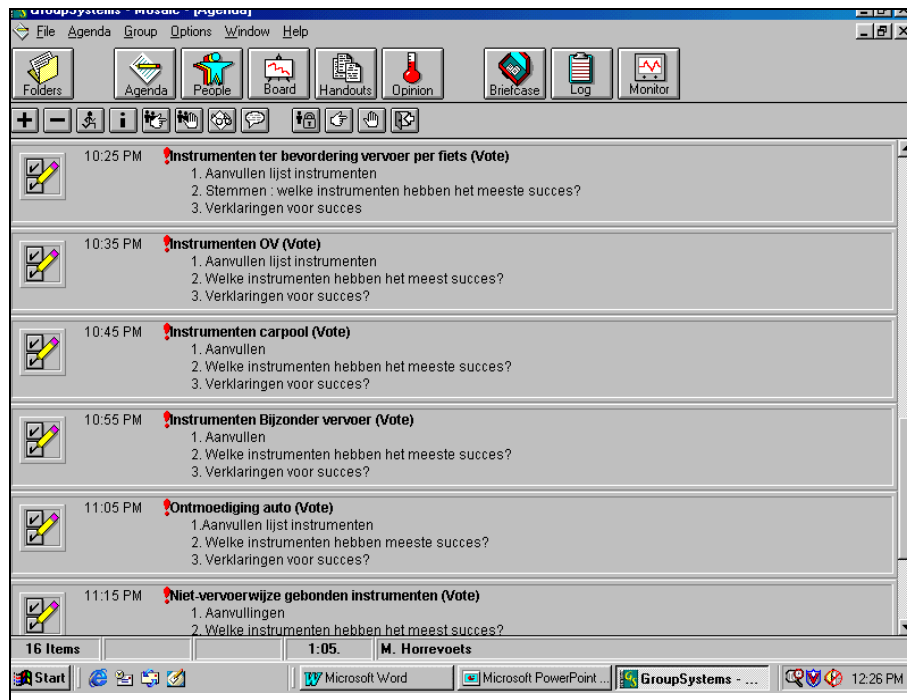 GroupSystems - Mosaic - [Agenda]
File Agenda Group Options Window Help
Folders Agenda People Board Handouts Opinion Briefcase Log Monitor
10:25 PM Instrumenten ter bevordering vervoer per fiets (Vote)
1. Aanvullen lijst instrumenten
2. Stemmen : welke instrumenten hebben het meeste succes?
3. Verklaringen voor succes
10:35 PM Instrumenten OV (Vote)
1. Aanvullen lijst instrumenten
2. Welke instrumenten hebben het meest succes?
3. Verklaringen voor succes?
10:45 PM Instrumenten carpool (Vote)
1. Aanvullen
2. Welke instrumenten hebben het meeste succes?
3. Verklaringen voor succes?
10:55 PM Instrumenten Bijzonder vervoer (Vote)
1. Aanvullen
2. Welke instrumenten hebben het meeste succes?
3. Verklaringen voor succes?
11:05 PM Ontmoediging auto (Vote)
1.Aanvullen lijst instrumenten
2. Welke instrumenten hebben meeste succes?
3. Verklaringen voor succes?
11:15 PM Niet-vervoerwijze gebonden instrumenten (Vote)
1. Aanvullingen
2. Welke instrumenten hebben het meest succes?
16 Items 1:05. M. Horrevoets
Start Microsoft Word Microsoft PowerPoint ... GroupSystems - ... 12:26 PM